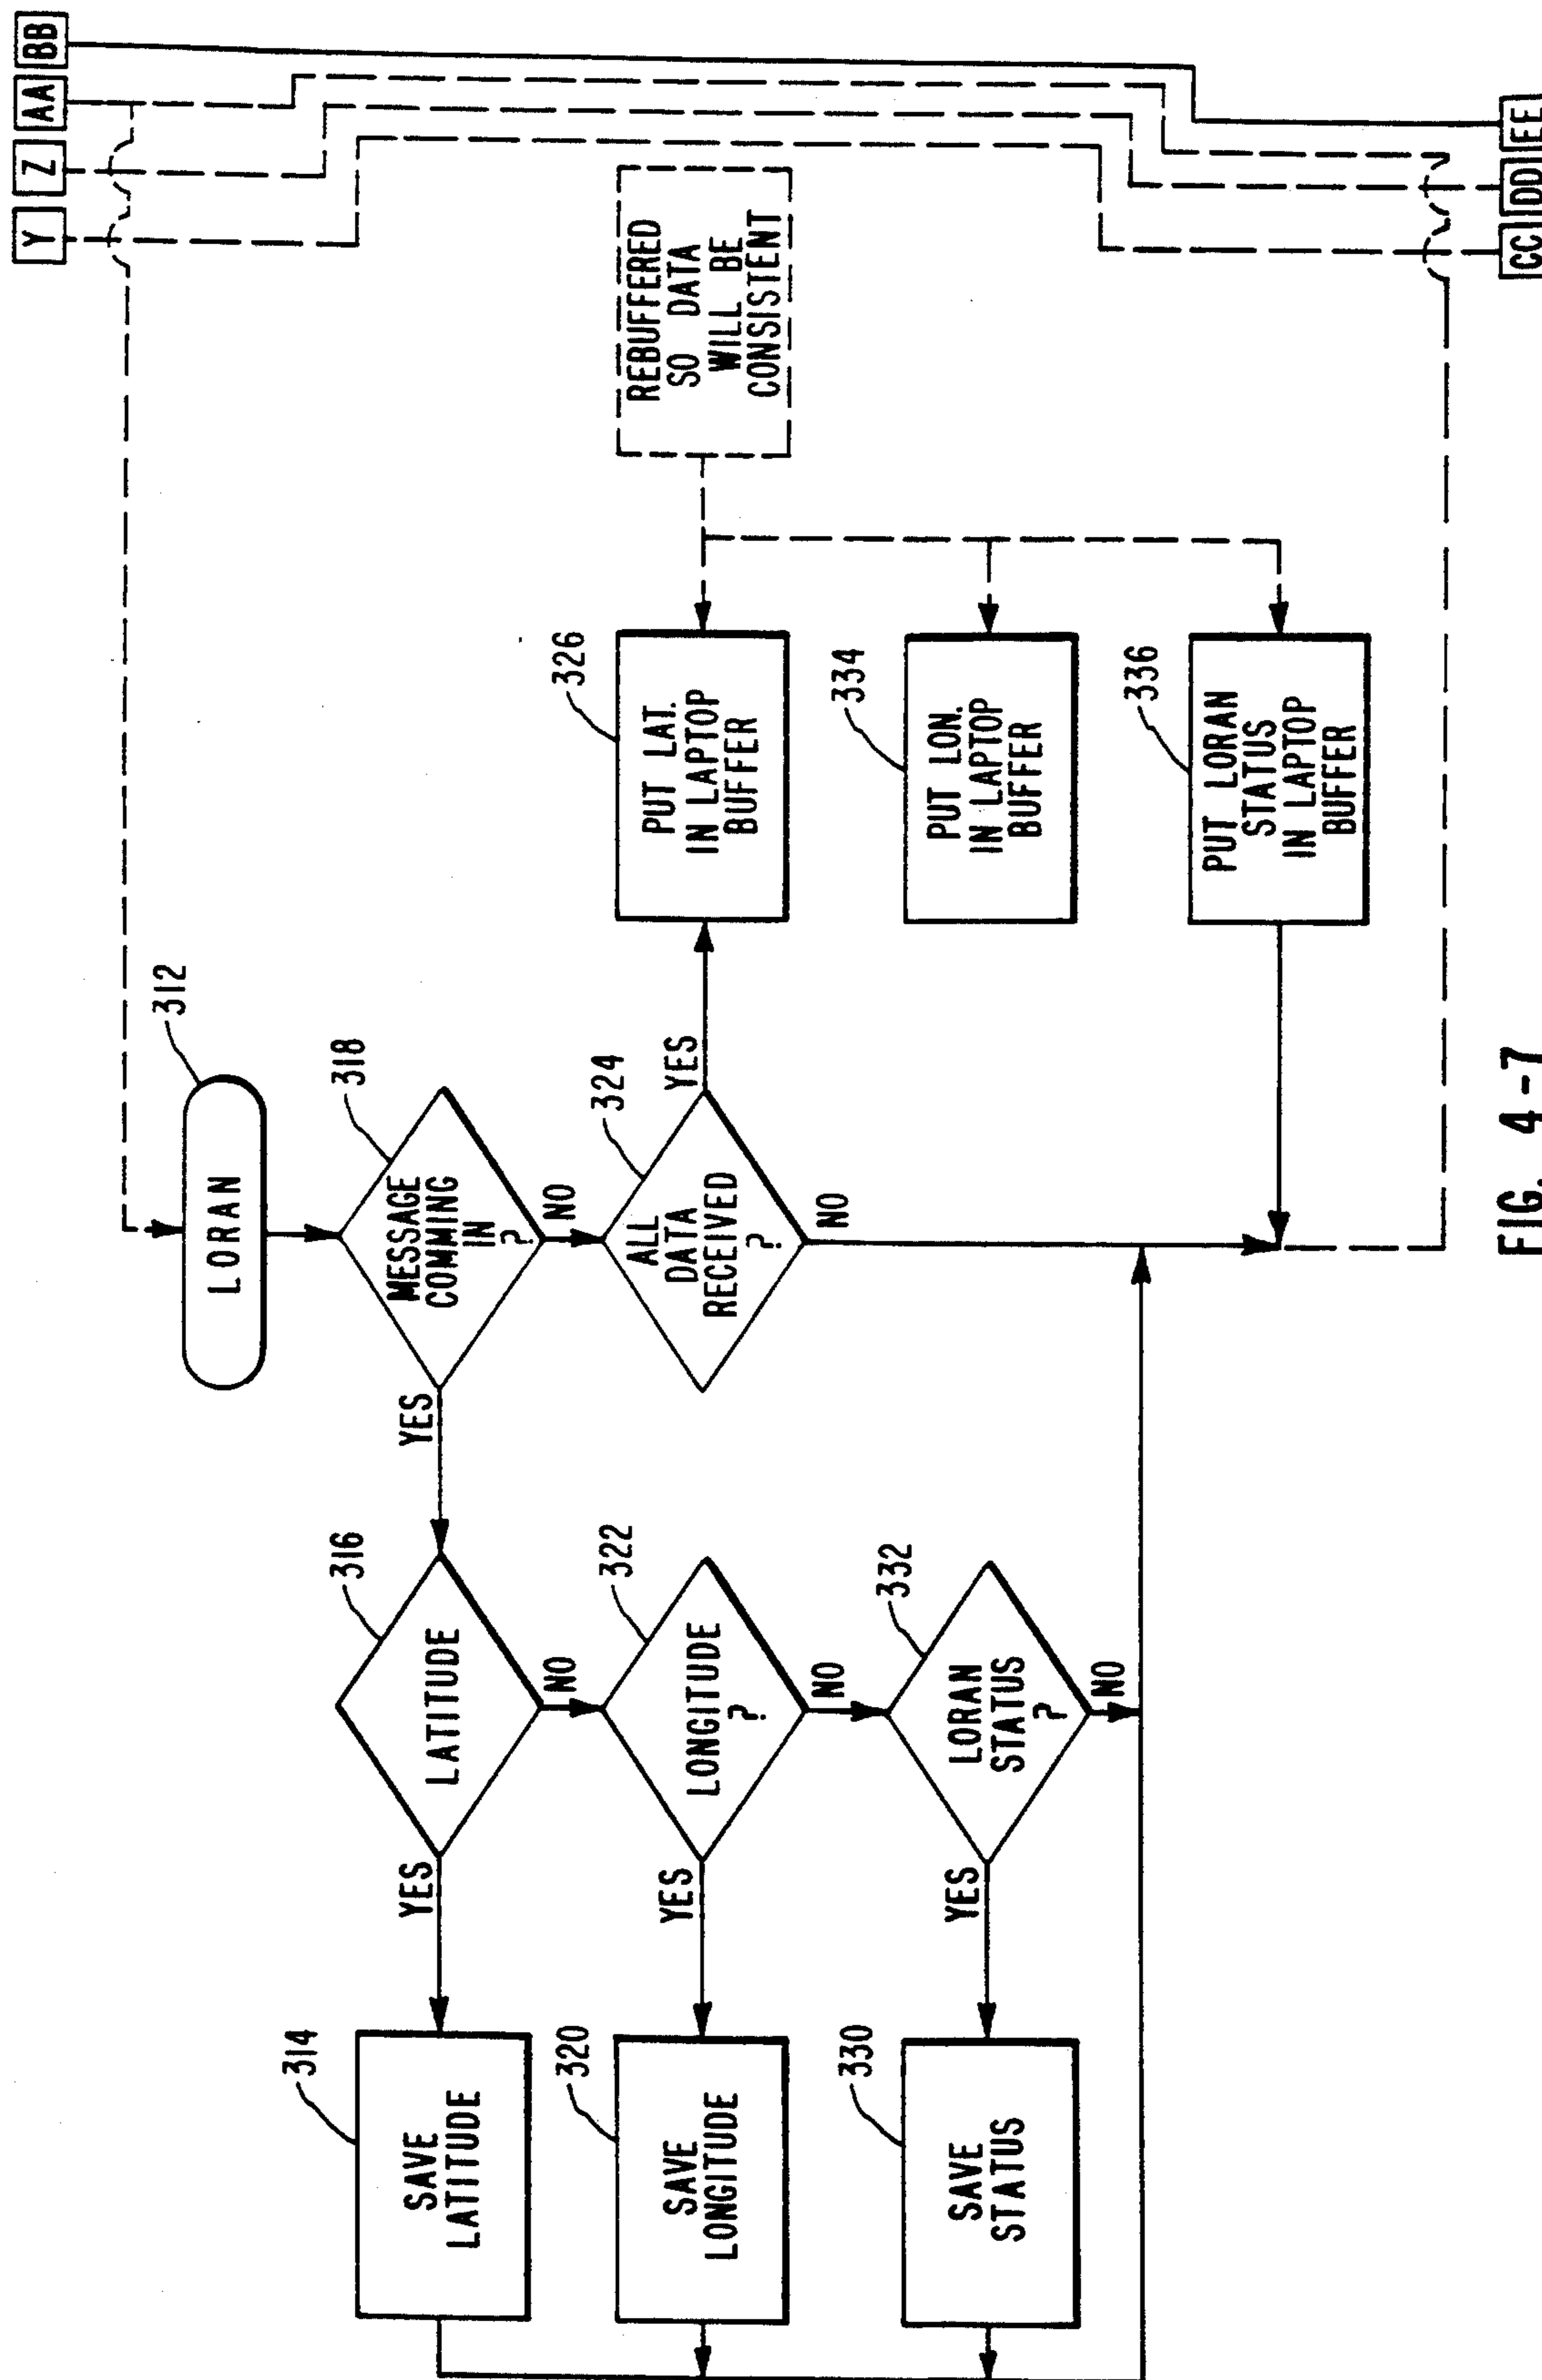 Y
Z
AA
BB
312
LORAN
318
MESSAGE
COMMING
IN
?
YES
NO
316
LATITUDE
YES
NO
314
SAVE
LATITUDE
324
ALL
DATA
RECEIVED
?
YES
NO
322
LONGITUDE
?
YES
NO
320
SAVE
LONGITUDE
332
LORAN
STATUS
?
YES
NO
330
SAVE
STATUS
326
PUT LAT.
IN LAPTOP
BUFFER
REBUFFERED
SO DATA
WILL BE
CONSISTENT
334
PUT LON.
IN LAPTOP
BUFFER
336
PUT LORAN
STATUS
IN LAPTOP
BUFFER
CC
DD
EE
FIG. 4-7